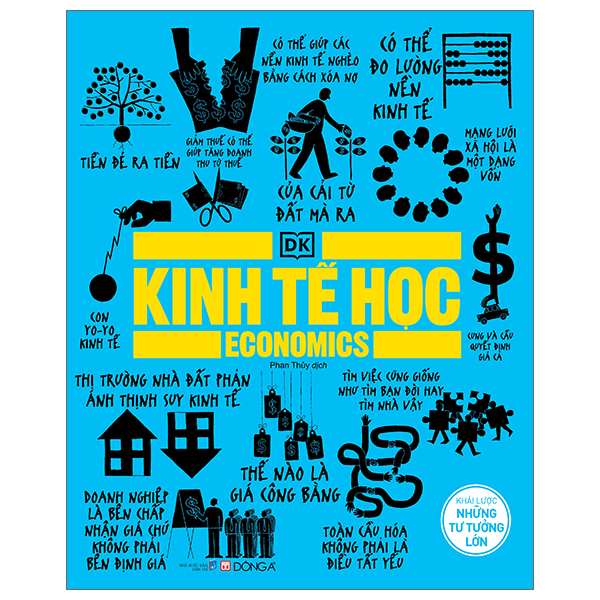 CÓ THỂ GIÚP CÁC
NỀN KINH TẾ NGHÈO
BẰNG CÁCH XÓA NỢ
CÓ THỂ
ĐO LƯỜNG
NỀN
KINH TẾ
TIỀN ĐẺ RA TIỀN
GIẢM THUẾ CÓ THỂ
GIÚP TĂNG DOANH
THU TỪ THUẾ
MẠNG LƯỚI
XÃ HỘI LÀ
MỘT DẠNG
VỐN
CỦA CẢI TỪ
ĐẤT MÀ RA
DK
KINH TẾ HỌC
ECONOMICS
Phan Thủy dịch
CON
YO-YO
KINH TẾ
CUNG VÀ CẦU
QUYẾT ĐỊNH
GIÁ CẢ
THỊ TRƯỜNG NHÀ ĐẤT PHẢN
ÁNH THỊNH SUY KINH TẾ
TÌM VIỆC CŨNG GIỐNG
NHƯ TÌM BẠN ĐỜI HAY
TÌM NHÀ VẬY
THẾ NÀO LÀ
GIÁ CÔNG BẰNG
DOANH NGHIỆP
LÀ BÊN CHẤP
NHẬN GIÁ CHỨ
KHÔNG PHẢI
BÊN ĐỊNH GIÁ
TOÀN CẦU HÓA
KHÔNG PHẢI LÀ
ĐIỀU TẤT YẾU
KHÁI LƯỢC
NHỮNG
TƯ TƯỞNG
LỚN
NHÀ XUẤT BẢN
DÂN TRÍ
ĐÔNG A